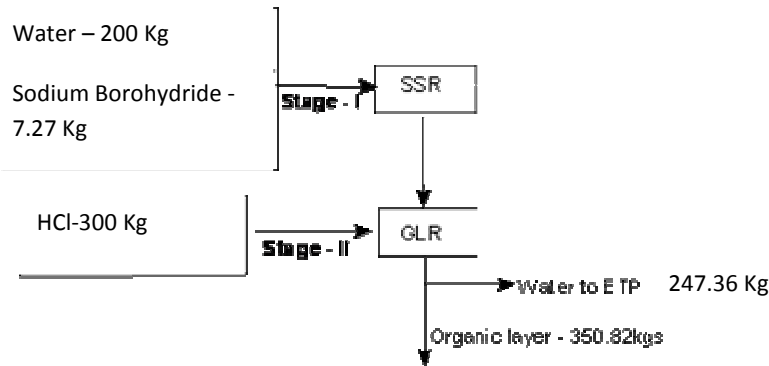 Water – 200 Kg
Sodium Borohydride -
7.27 Kg
Stage - I
SSR
HCl-300 Kg
Stage - II
GLR
Water to ETP 247.36 Kg
Organic layer - 350.82kgs